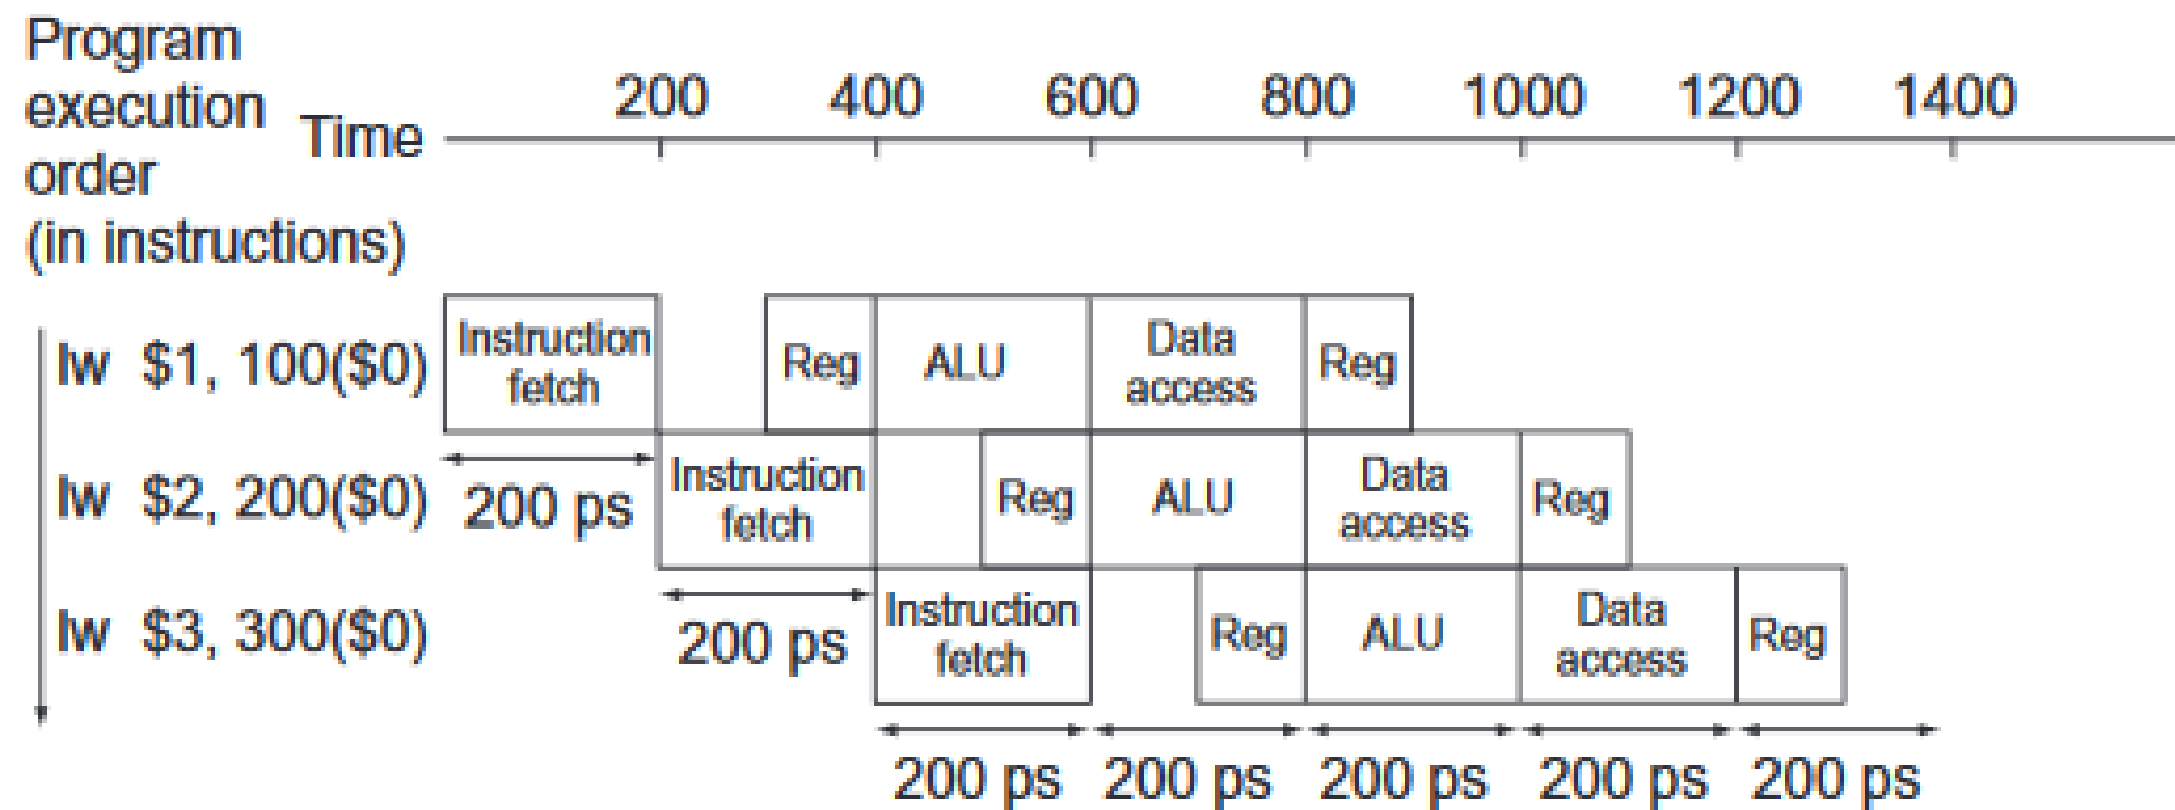 Program
execution
order
(in instructions)
Time
200 400 600 800 1000 1200 1400
lw $1, 100($0)
Instruction
fetch
Reg
ALU
Data
access
Reg
200 ps
lw $2, 200($0)
Instruction
fetch
Reg
ALU
Data
access
Reg
200 ps
lw $3, 300($0)
Instruction
fetch
Reg
ALU
Data
access
Reg
200 ps 200 ps 200 ps 200 ps 200 ps